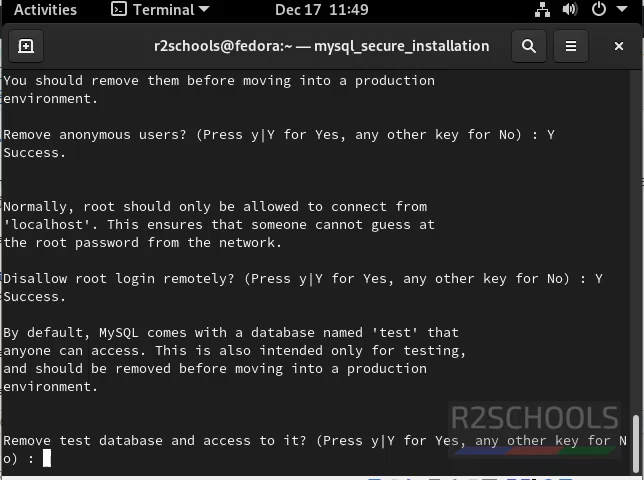 Activities Terminal Dec 17 11:49
r2schools@fedora:~ — mysql_secure_installation
You should remove them before moving into a production
environment.
Remove anonymous users? (Press y|Y for Yes, any other key for No) : Y
Success.
Normally, root should only be allowed to connect from
'localhost'. This ensures that someone cannot guess at
the root password from the network.
Disallow root login remotely? (Press y|Y for Yes, any other key for No) : Y
Success.
By default, MySQL comes with a database named 'test' that
anyone can access. This is also intended only for testing,
and should be removed before moving into a production
environment.
R2SCHOOLS
Remove test database and access to it? (Press y|Y for Yes, any other key for N
o) :